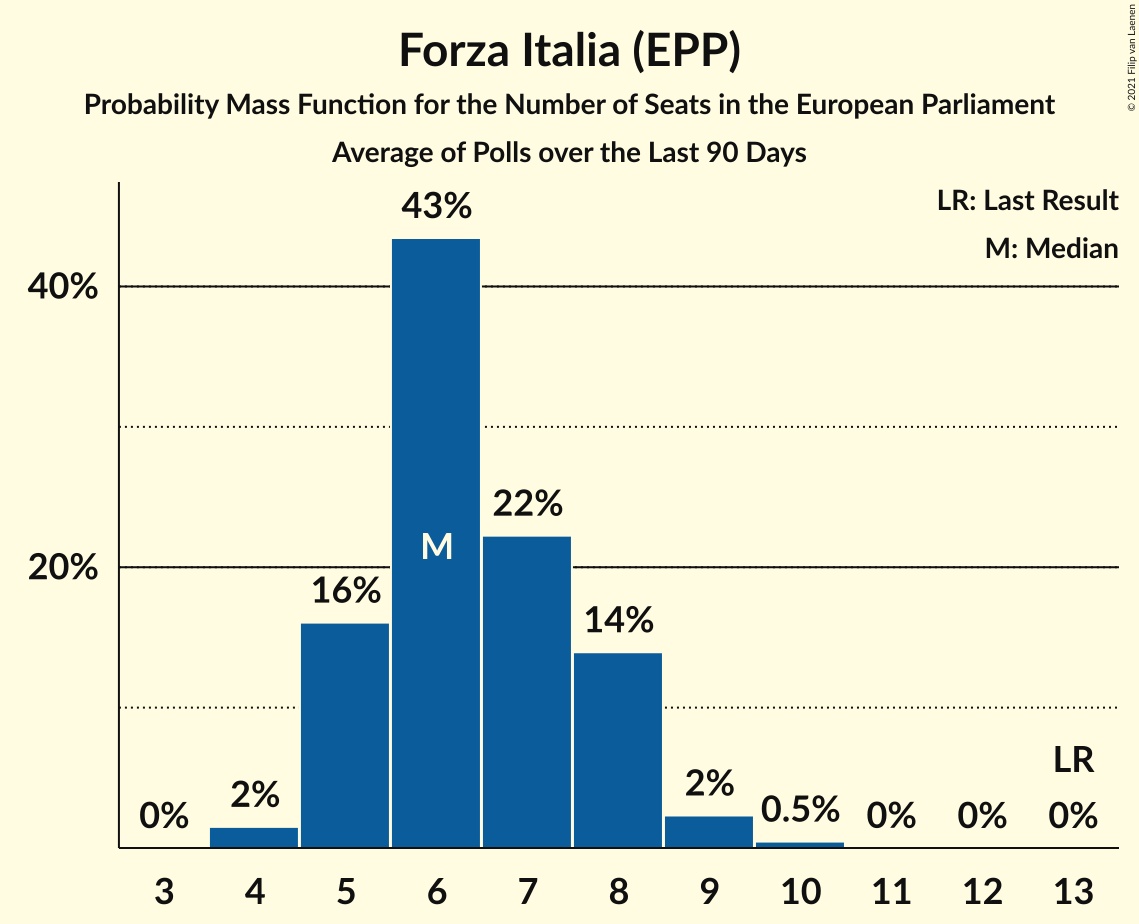 Forza Italia (EPP)
Probability Mass Function for the Number of Seats in the European Parliament
Average of Polls over the Last 90 Days
© 2021 Filip van Laenen
LR: Last Result
M: Median
40%
20%
0%
2%
16%
43%
M
22%
14%
2%
0.5%
0%
0%
LR
0%
3 4 5 6 7 8 9 10 11 12 13